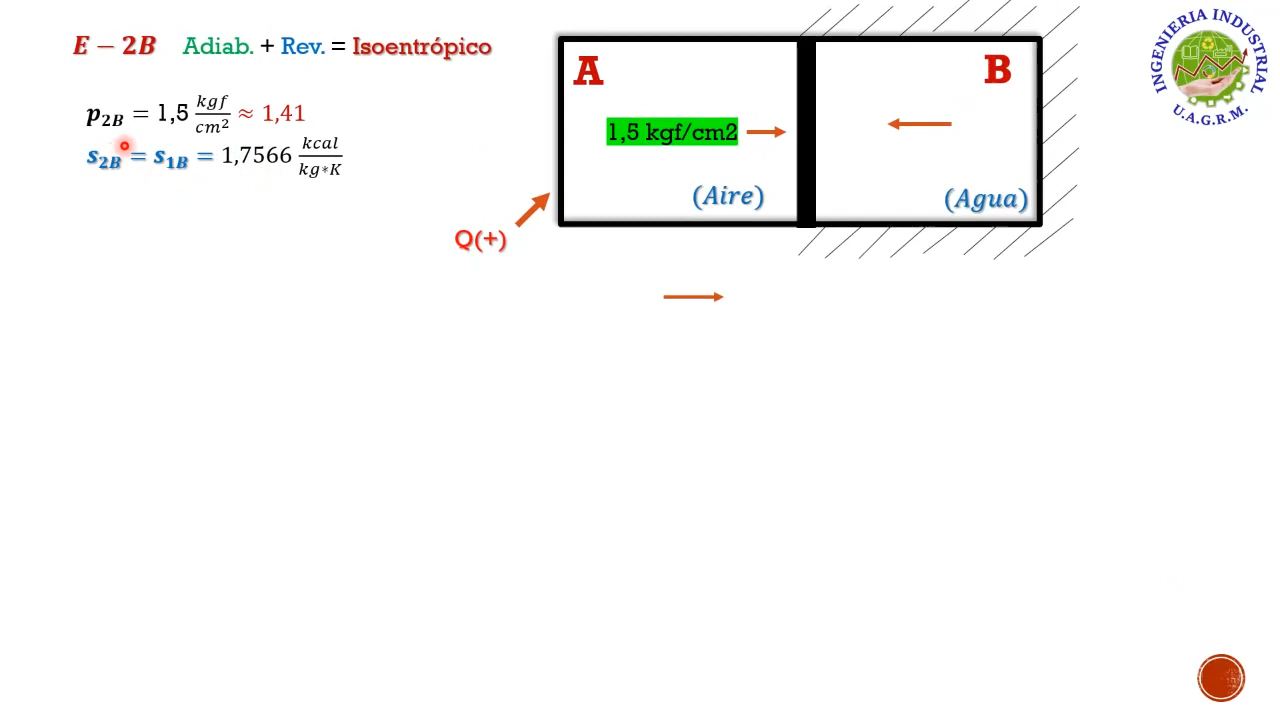 E − 2B Adiab. + Rev. = Isoentrópico
p2B = 1,5 kgf/cm2 ≈ 1,41
s2B = s1B = 1,7566 kcal/kg∗K
A
B
1,5 kgf/cm2
(Aire)
(Agua)
Q(+)
INGENIERIA INDUSTRIAL
U.A.G.R.M.